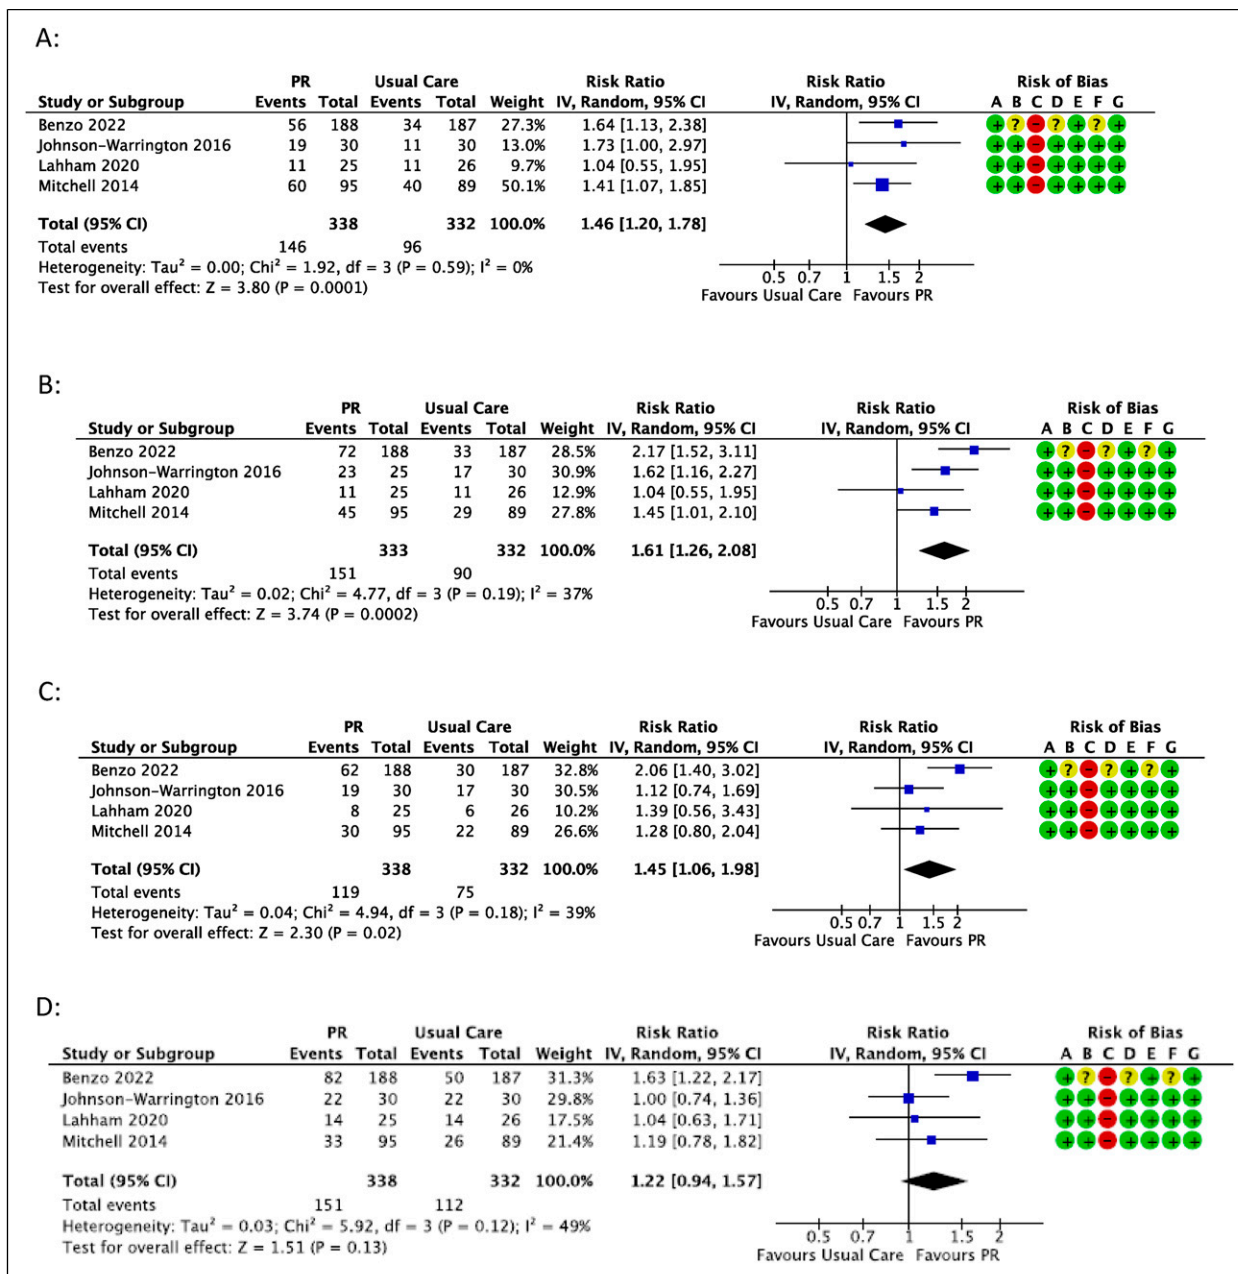 A:
PR Usual Care Risk Ratio Risk Ratio Risk of Bias
Study or Subgroup Events Total Events Total Weight IV, Random, 95% CI IV, Random, 95% CI A B C D E F G
Benzo 2022 56 188 34 187 27.3% 1.64 [1.13, 2.38] + ? − ? + ? +
Johnson-Warrington 2016 19 30 11 30 13.0% 1.73 [1.00, 2.97] + + − + + + +
Lahham 2020 11 25 11 26 9.7% 1.04 [0.55, 1.95] + + − + + + +
Mitchell 2014 60 95 40 89 50.1% 1.41 [1.07, 1.85] + + − + + + +
Total (95% CI) 338 332 100.0% 1.46 [1.20, 1.78]
Total events 146 96
Heterogeneity: Tau² = 0.00; Chi² = 1.92, df = 3 (P = 0.59); I² = 0%
Test for overall effect: Z = 3.80 (P = 0.0001)
0.5 0.7 1 1.5 2
Favours Usual Care Favours PR
B:
PR Usual Care Risk Ratio Risk Ratio Risk of Bias
Study or Subgroup Events Total Events Total Weight IV, Random, 95% CI IV, Random, 95% CI A B C D E F G
Benzo 2022 72 188 33 187 28.5% 2.17 [1.52, 3.11] + ? − ? + ? +
Johnson-Warrington 2016 23 25 17 30 30.9% 1.62 [1.16, 2.27] + + − + + + +
Lahham 2020 11 25 11 26 12.9% 1.04 [0.55, 1.95] + + − + + + +
Mitchell 2014 45 95 29 89 27.8% 1.45 [1.01, 2.10] + + − + + + +
Total (95% CI) 333 332 100.0% 1.61 [1.26, 2.08]
Total events 151 90
Heterogeneity: Tau² = 0.02; Chi² = 4.77, df = 3 (P = 0.19); I² = 37%
Test for overall effect: Z = 3.74 (P = 0.0002)
0.5 0.7 1 1.5 2
Favours Usual Care Favours PR
C:
PR Usual Care Risk Ratio Risk Ratio Risk of Bias
Study or Subgroup Events Total Events Total Weight IV, Random, 95% CI IV, Random, 95% CI A B C D E F G
Benzo 2022 62 188 30 187 32.8% 2.06 [1.40, 3.02] + ? − ? + ? +
Johnson-Warrington 2016 19 30 17 30 30.5% 1.12 [0.74, 1.69] + + − + + + +
Lahham 2020 8 25 6 26 10.2% 1.39 [0.56, 3.43] + + − + + + +
Mitchell 2014 30 95 22 89 26.6% 1.28 [0.80, 2.04] + + − + + + +
Total (95% CI) 338 332 100.0% 1.45 [1.06, 1.98]
Total events 119 75
Heterogeneity: Tau² = 0.04; Chi² = 4.94, df = 3 (P = 0.18); I² = 39%
Test for overall effect: Z = 2.30 (P = 0.02)
0.5 0.7 1 1.5 2
Favours Usual Care Favours PR
D:
PR Usual Care Risk Ratio Risk Ratio Risk of Bias
Study or Subgroup Events Total Events Total Weight IV, Random, 95% CI IV, Random, 95% CI A B C D E F G
Benzo 2022 82 188 50 187 31.3% 1.63 [1.22, 2.17] + ? − ? + ? +
Johnson-Warrington 2016 22 30 22 30 29.8% 1.00 [0.74, 1.36] + + − + + + +
Lahham 2020 14 25 14 26 17.5% 1.04 [0.63, 1.71] + + − + + + +
Mitchell 2014 33 95 26 89 21.4% 1.19 [0.78, 1.82] + + − + + + +
Total (95% CI) 338 332 100.0% 1.22 [0.94, 1.57]
Total events 151 112
Heterogeneity: Tau² = 0.03; Chi² = 5.92, df = 3 (P = 0.12); I² = 49%
Test for overall effect: Z = 1.51 (P = 0.13)
0.5 0.7 1 1.5 2
Favours Usual Care Favours PR